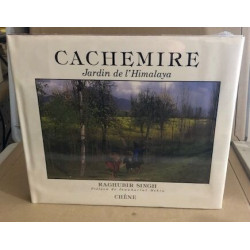 CACHEMIRE
Jardin de l'Himalaya
RAGHUBIR SINGH
CHÊNE